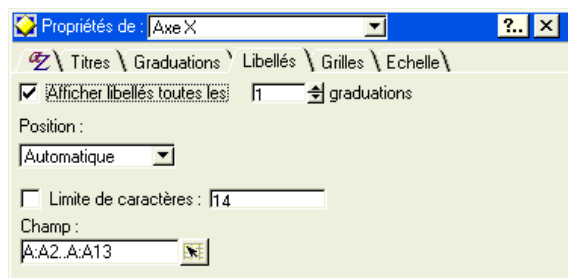 Propriétés de : Axe X ?..
Titres Graduations Libellés Grilles Echelle
Afficher libellés toutes les 1 graduations
Position :
Automatique
Limite de caractères : 14
Champ :
A:A2..A:A13